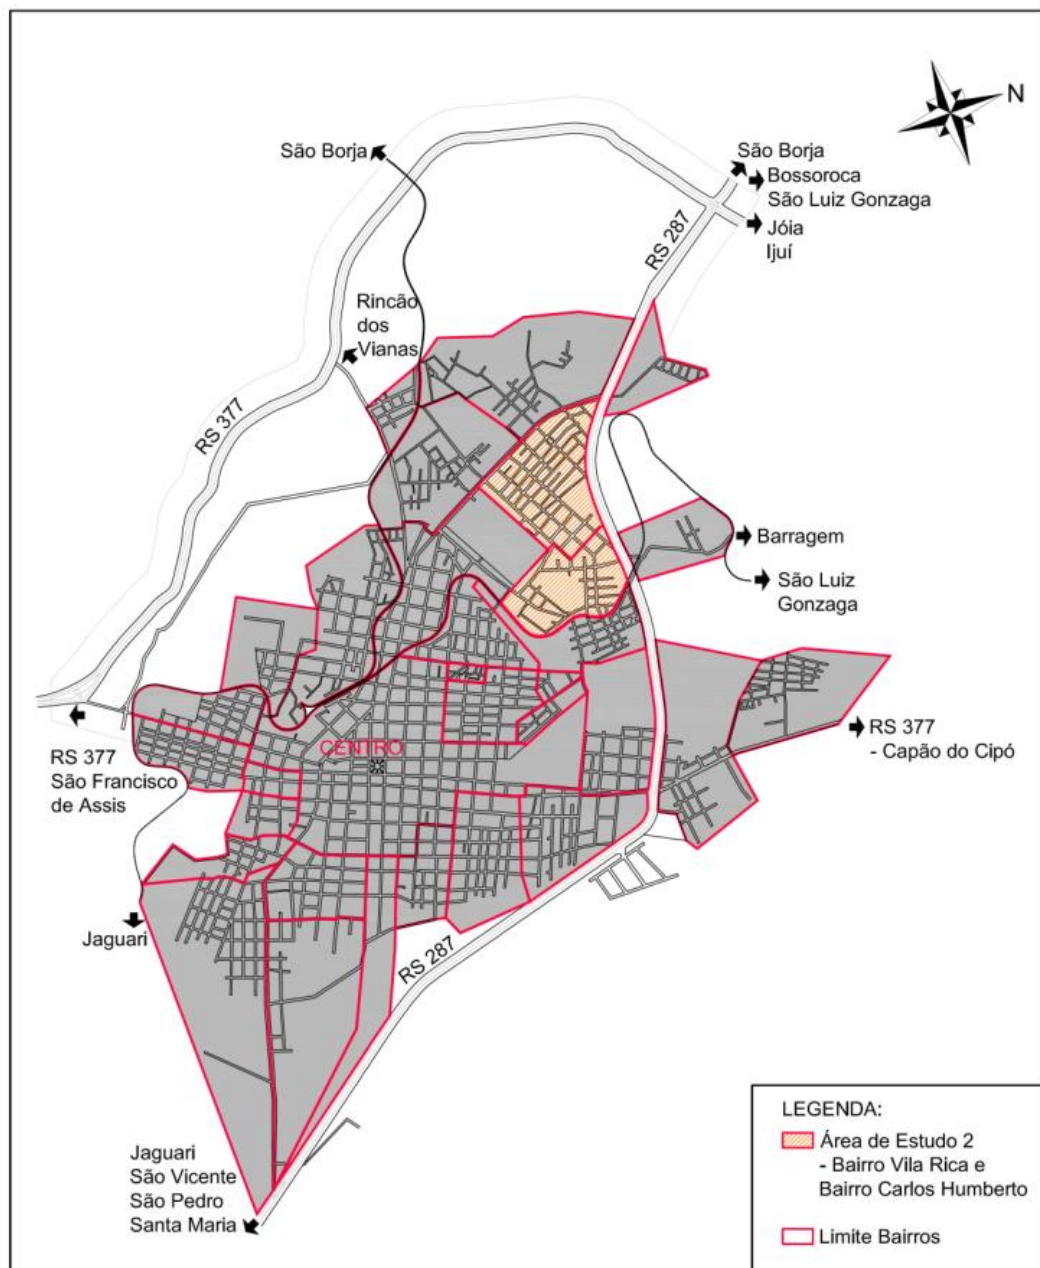 N
São Borja
São Borja
Bossoroca
São Luiz Gonzaga
Jóia
Ijuí
RS 287
Rincão
dos
Vianas
RS 377
Barragem
São Luiz
Gonzaga
RS 377
- Capão do Cipó
CENTRO
RS 377
São Francisco
de Assis
Jaguari
RS 287
Jaguari
São Vicente
São Pedro
Santa Maria
LEGENDA:
Área de Estudo 2
- Bairro Vila Rica e
Bairro Carlos Humberto
Limite Bairros